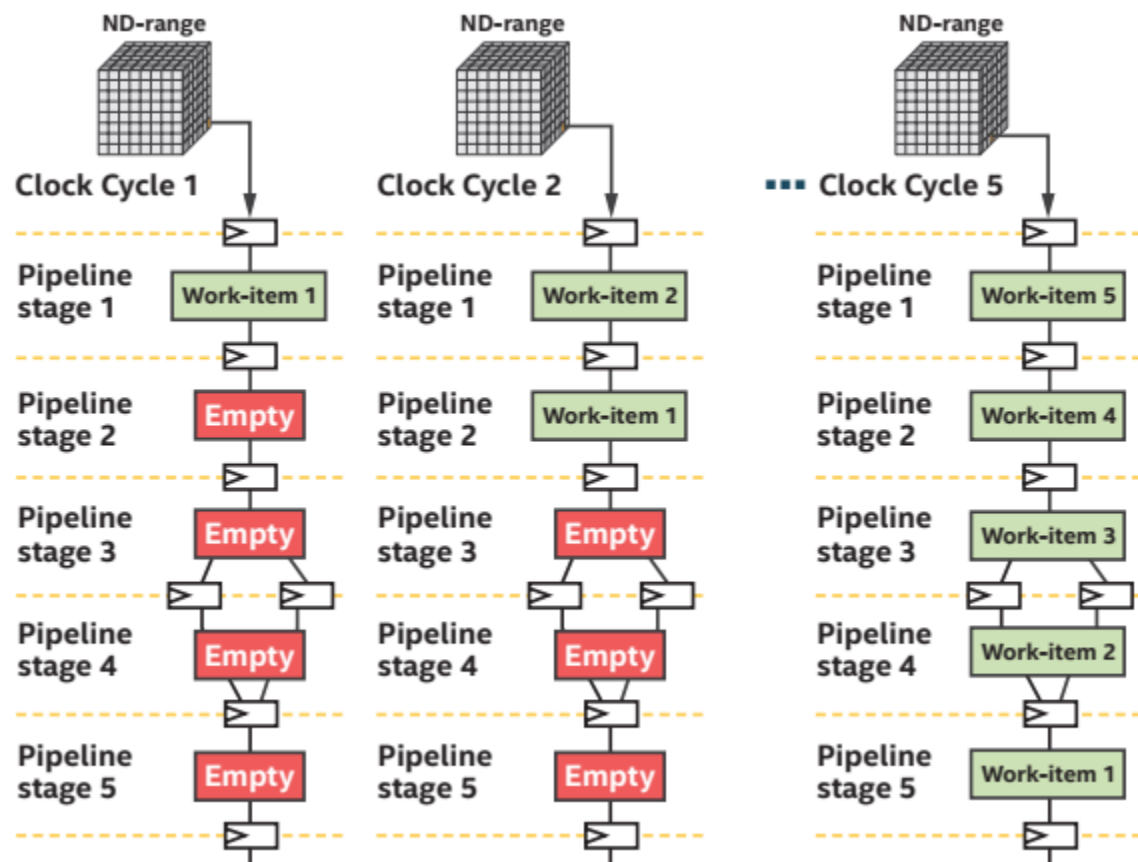 ND-range
Clock Cycle 1
Pipeline
stage 1
Work-item 1
Pipeline
stage 2
Empty
Pipeline
stage 3
Empty
Pipeline
stage 4
Empty
Pipeline
stage 5
Empty
ND-range
Clock Cycle 2
Pipeline
stage 1
Work-item 2
Pipeline
stage 2
Work-item 1
Pipeline
stage 3
Empty
Pipeline
stage 4
Empty
Pipeline
stage 5
Empty
ND-range
... Clock Cycle 5
Pipeline
stage 1
Work-item 5
Pipeline
stage 2
Work-item 4
Pipeline
stage 3
Work-item 3
Pipeline
stage 4
Work-item 2
Pipeline
stage 5
Work-item 1